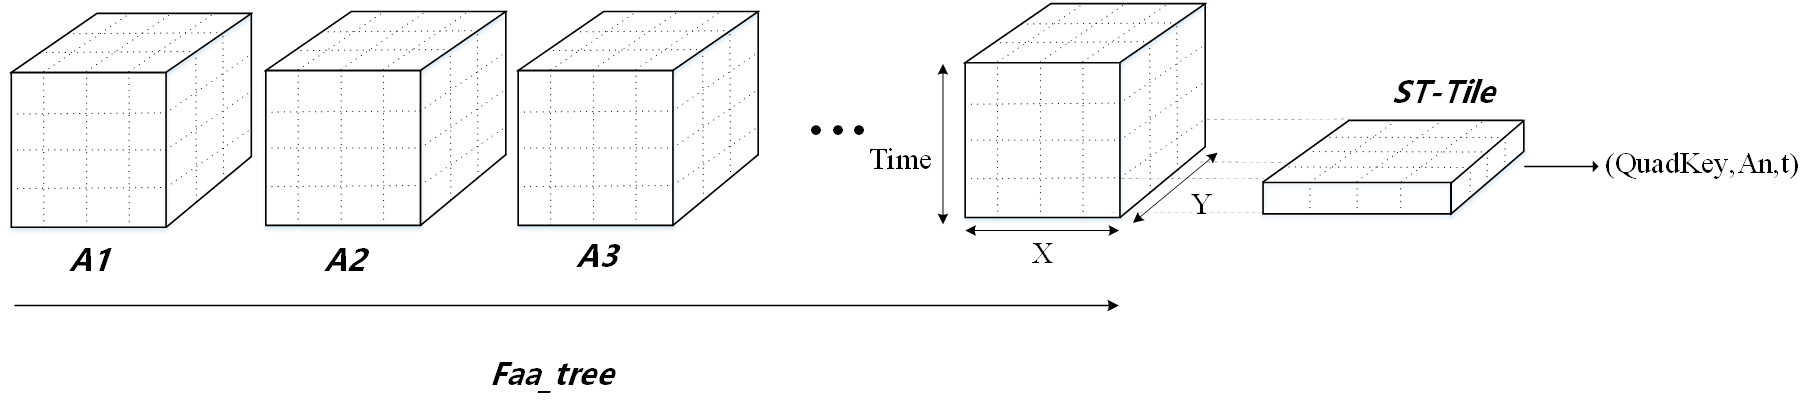 ST-Tile
Time
(QuadKey,An,t)
Y
X
A1
A2
A3
Faa_tree